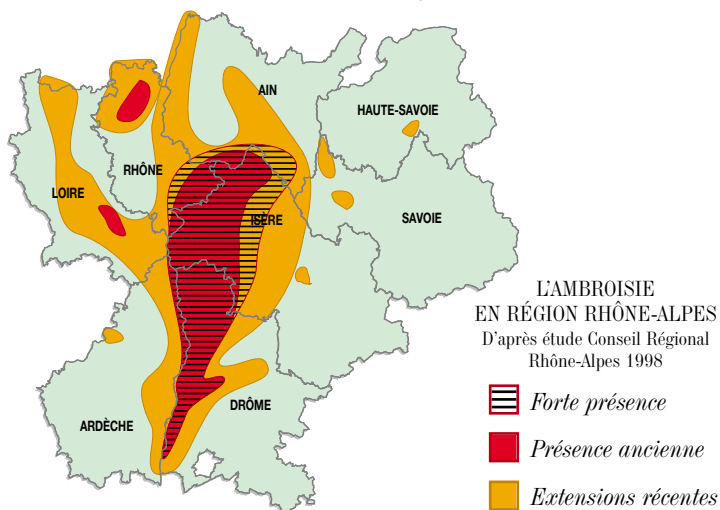 AIN
HAUTE-SAVOIE
RHÔNE
LOIRE
ISÈRE
SAVOIE
ARDÈCHE
DRÔME
L'AMBROISIE
EN RÉGION RHÔNE-ALPES
D'après étude Conseil Régional
Rhône-Alpes 1998
Forte présence
Présence ancienne
Extensions récentes